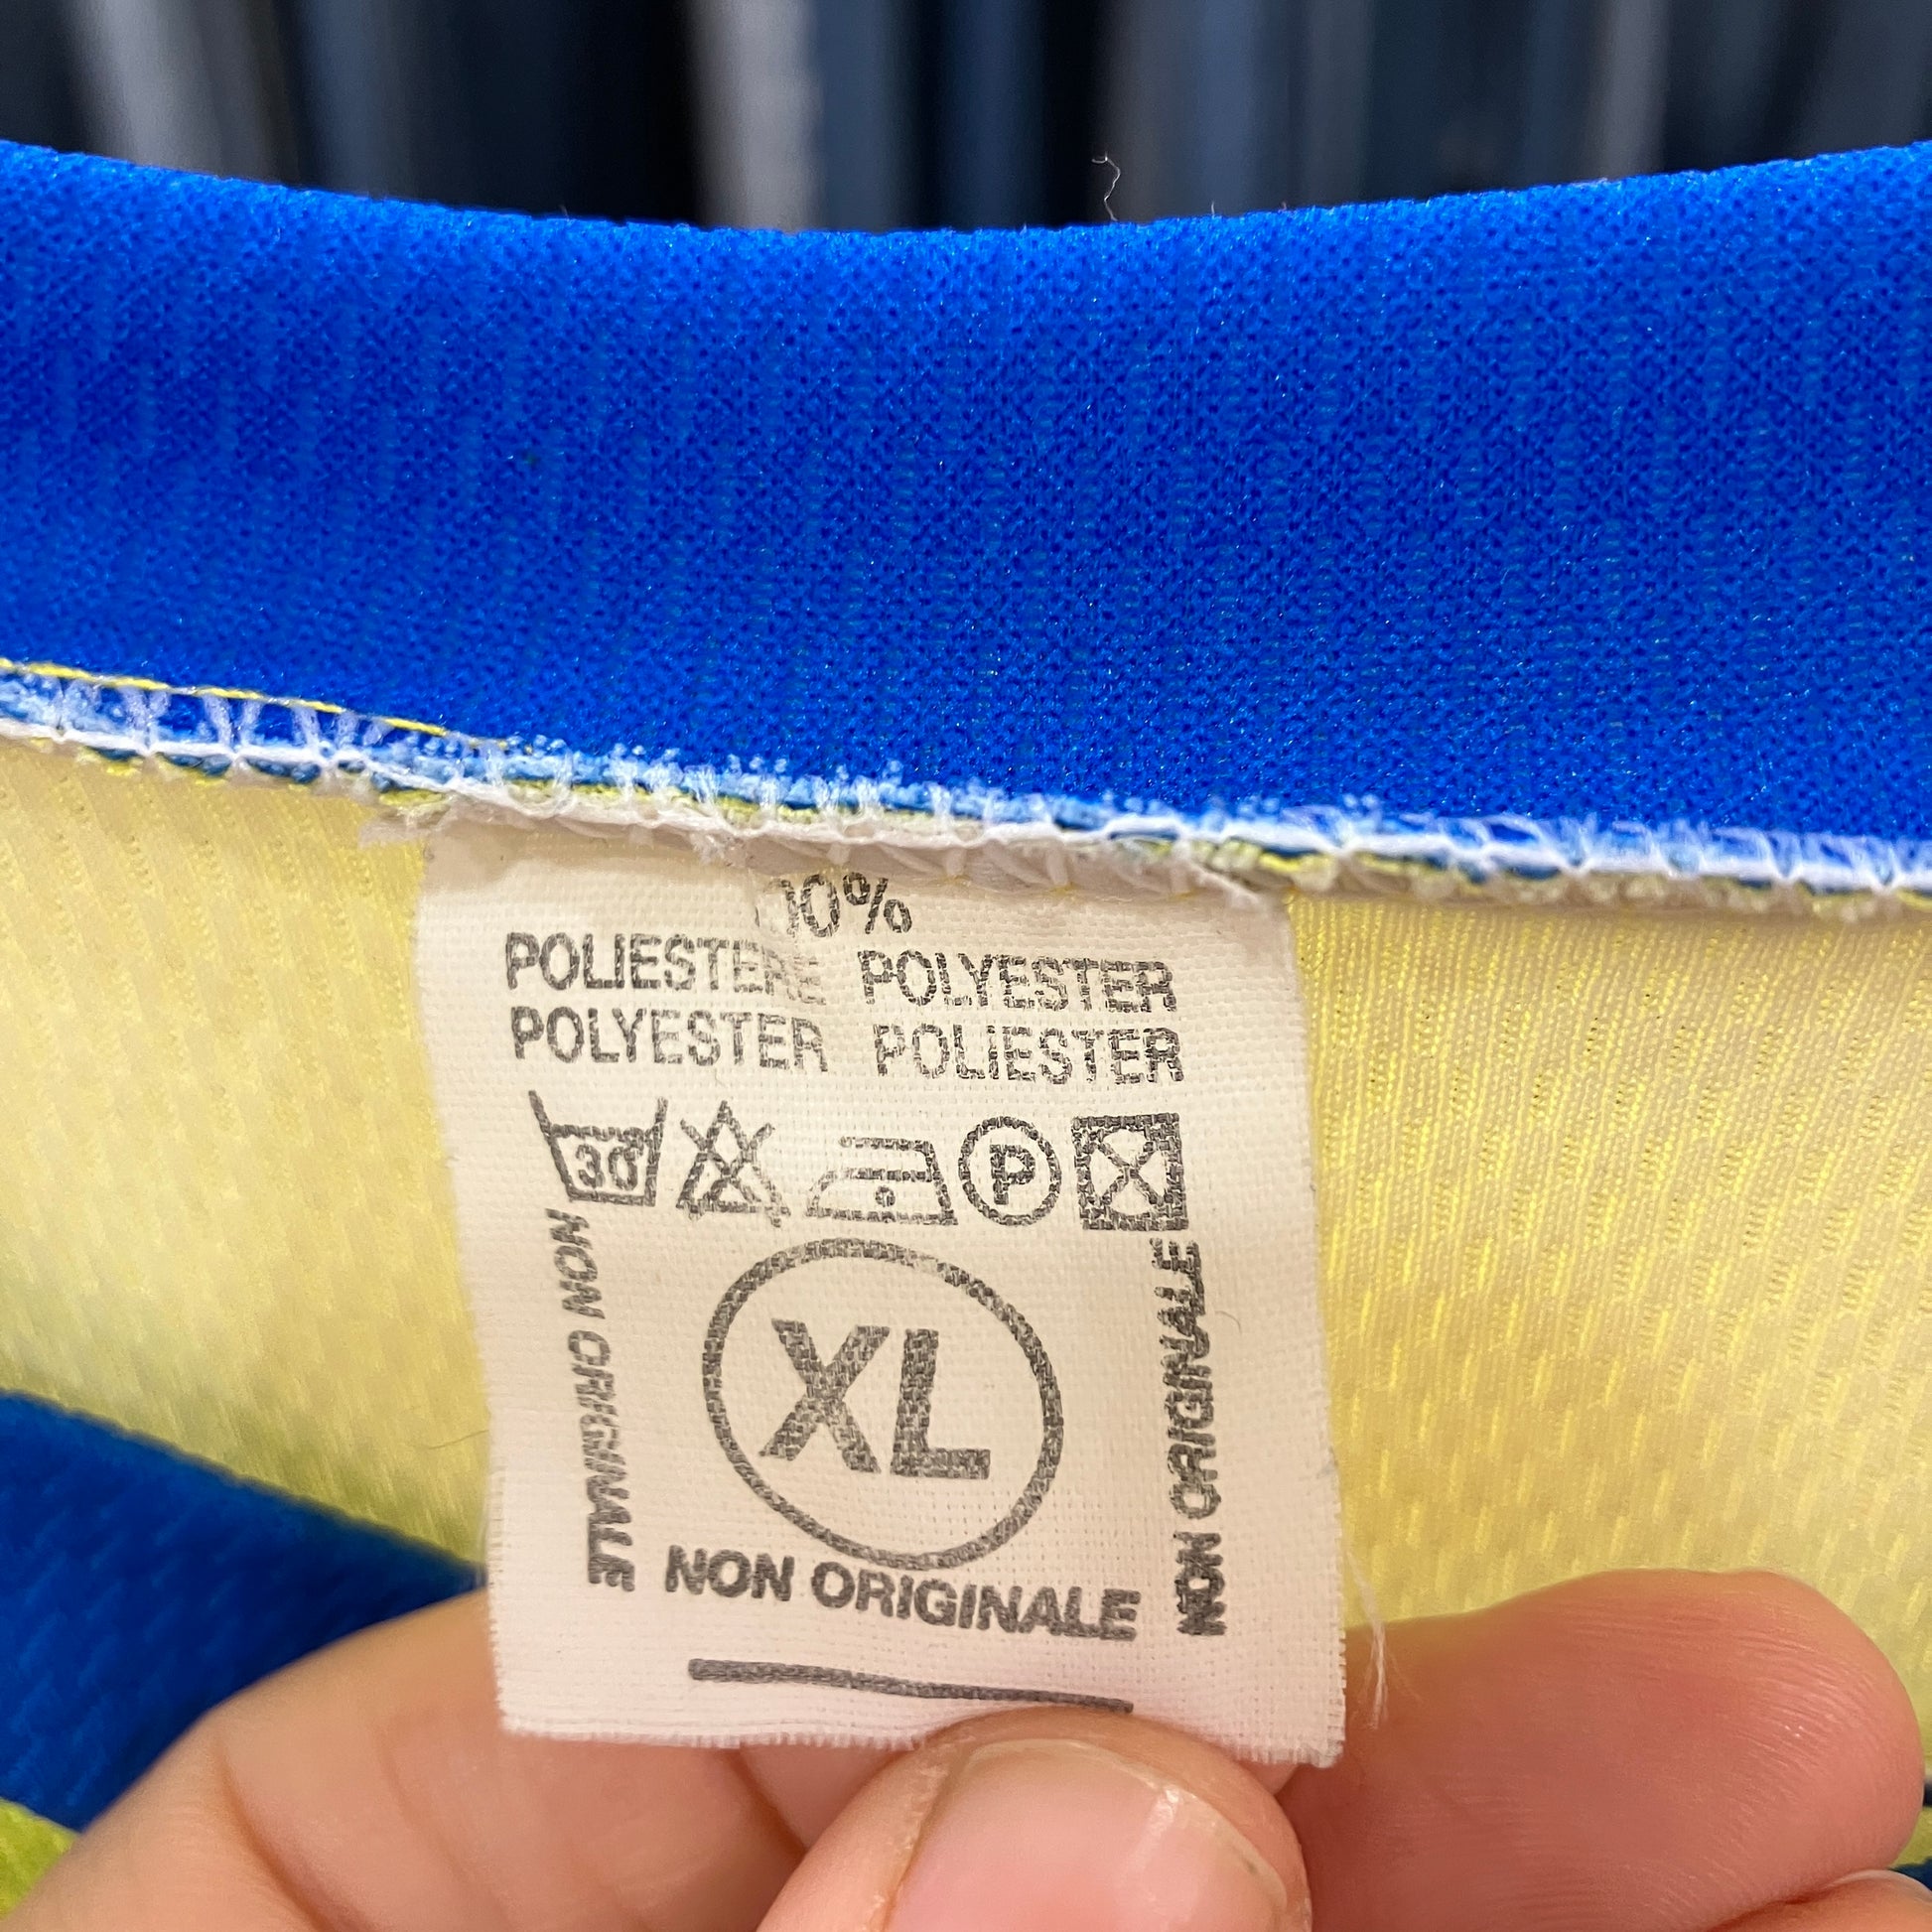 00%
POLIESTERE POLYESTER
POLYESTER POLIESTER
30°
P
NON ORIGINALE
XL
NON ORIGINALE
NON ORIGINALE